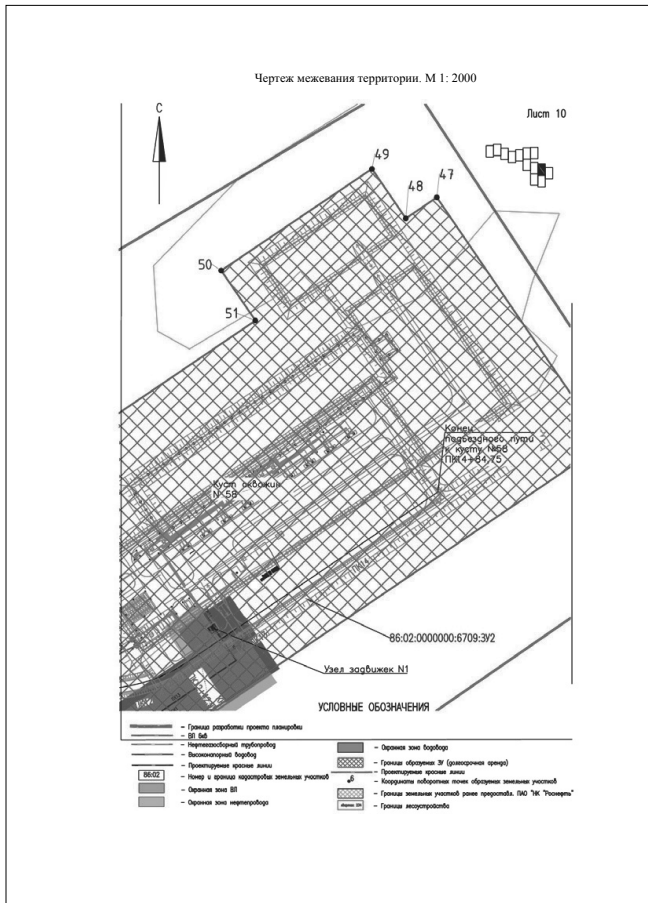 Чертеж межевания территории. М 1: 2000
С
Лист 10
49
48
47
50
51
Конец
подъездного пути
к кусту №58
ПК14+84,75
Куст скважин
N 58
86:02:0000000:6709:ЗУ2
Узел задвижек N1
УСЛОВНЫЕ ОБОЗНАЧЕНИЯ
- Граница разработки проекта планировки
- ВЛ 6кВ
- Нефтегазосборный трубопровод
- Высоконапорный водовод
- Проектируемые красные линии
86:02 - Номер и граница кадастровых земельных участков
- Охранная зона ВЛ
- Охранная зона нефтепровода
- Охранная зона водовода
- Границы образуемых ЗУ (долгосрочная аренда)
- Проектируемые красные линии
6 - Координаты поворотных точек образуемых земельных участков
- Границы земельных участков ранее предоставл. ПАО "НК "Роснефть"
- Границы лесоустройства